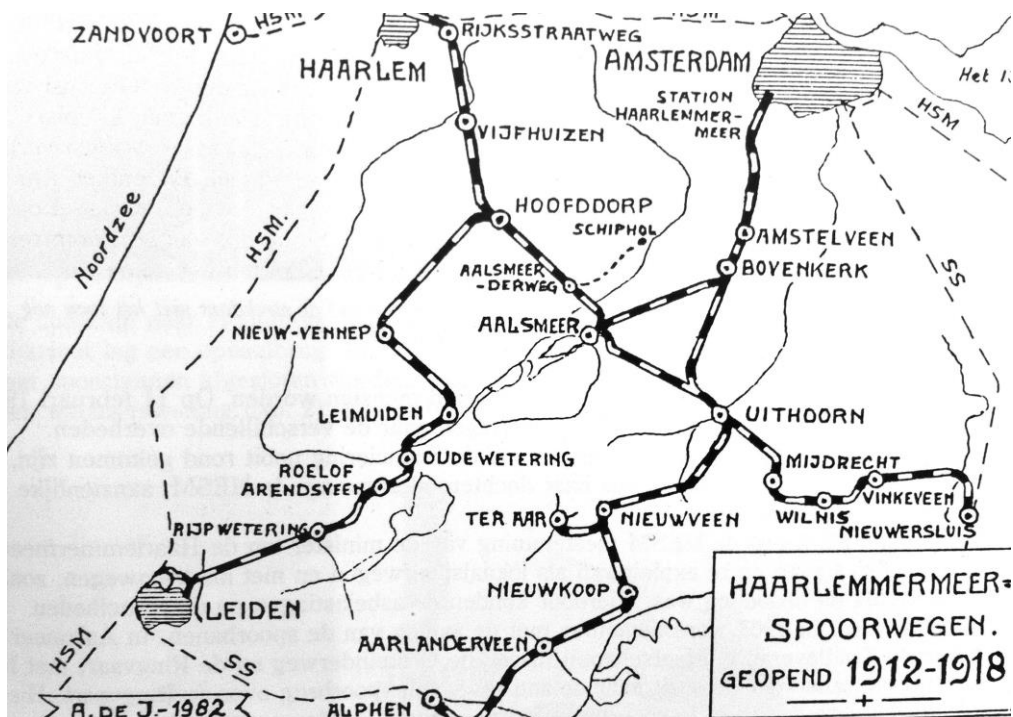 ZANDVOORT
HSM
HAARLEM
RIJKSSTRAATWEG
HSM
AMSTERDAM
Het
HSM
STATION
HAARLENMER-
MEER
VIJFHUIZEN
Noordzee
HSM.
HOOFDDORP
SCHIPHOL
AMSTELVEEN
SS
AALSMEER
-DERWEG
BOVENKERK
AALSMEER
NIEUW-VENNEP
LEIMUIDEN
UITHOORN
OUDE WETERING
ROELOF
ARENDSVEEN
MIJDRECHT
VINKEVEEN
WILNIS
NIEUWERSLUIS
RIJPWETERING
TER AAR
NIEUWVEEN
LEIDEN
NIEUWKOOF
AARLANDERVEEN
ALPHEN
HSM
SS
A. DE J-1982
HAARLEMMERMEER=
SPOORWEGEN.
GEOPEND 1912-1918